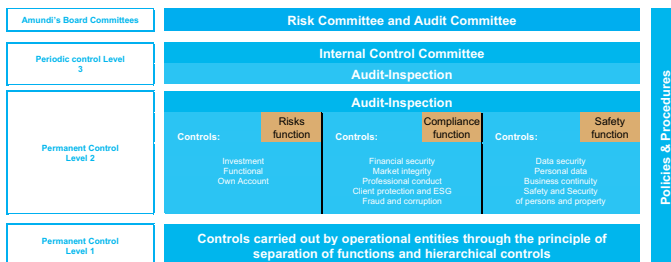 Amundi's Board Committees
Risk Committee and Audit Committee
Periodic control Level
3
Internal Control Committee
Audit-Inspection
Permanent Control
Level 2
Audit-Inspection
Controls:
Risks
function
Investment
Functional
Own Account
Controls:
Compliance
function
Financial security
Market integrity
Professional conduct
Client protection and ESG
Fraud and corruption
Controls:
Safety
function
Data security
Personal data
Business continuity
Safety and Security
of persons and property
Permanent Control
Level 1
Controls carried out by operational entities through the principle of
separation of functions and hierarchical controls
Policies & Procedures